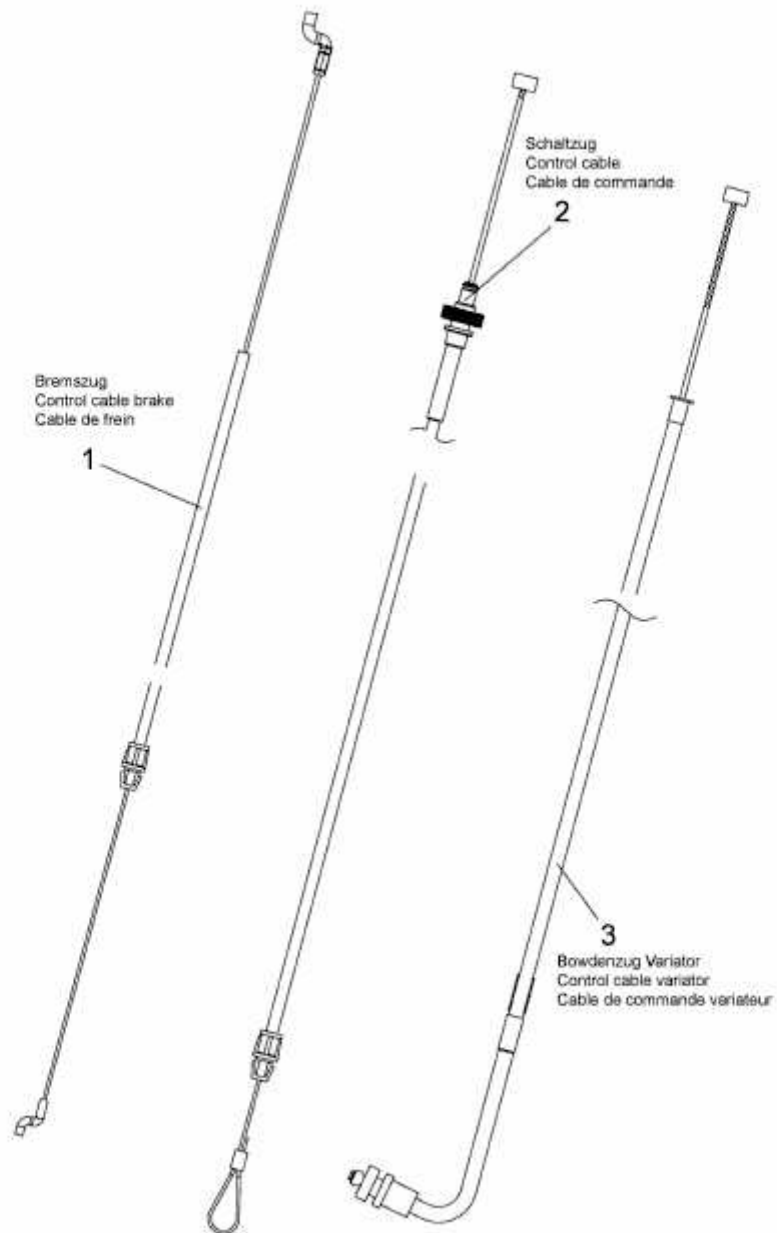 Schaltzug
Control cable
Cable de commande
2
Bremszug
Control cable brake
Cable de frein
1
3
Bowdenzug Variator
Control cable variator
Cable de commande variateur